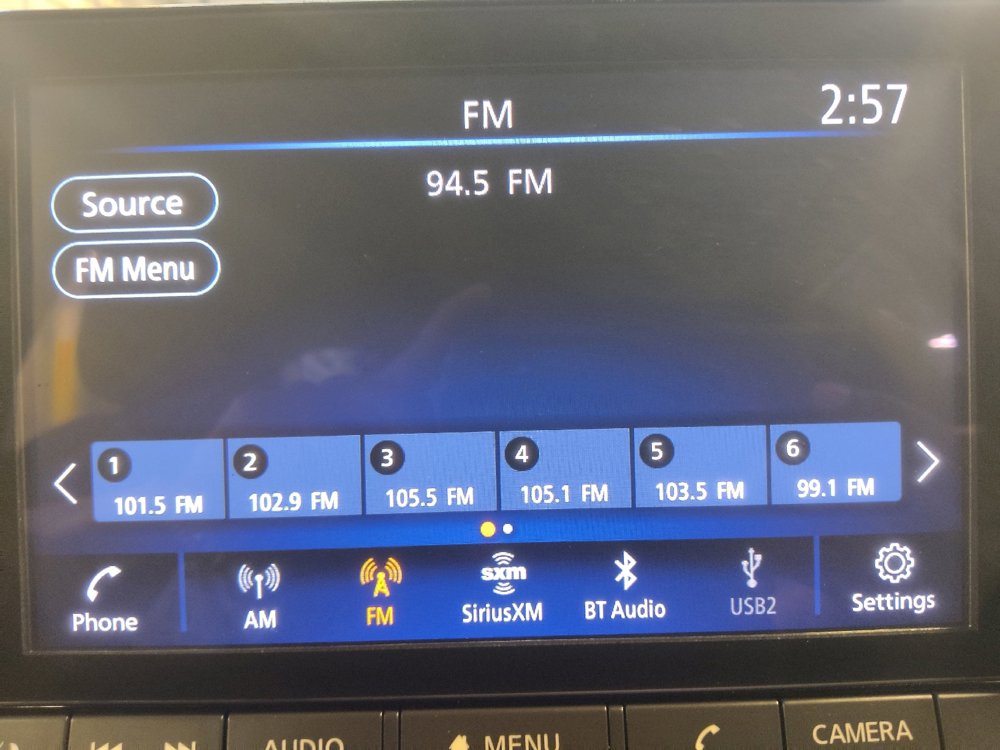 FM
2:57
94.5 FM
Source
FM Menu
1
2
3
4
5
6
101.5 FM
102.9 FM
105.5 FM
105.1 FM
103.5 FM
99.1 FM
Phone
AM
FM
sxm
SiriusXM
BT Audio
USB2
Settings
AUDIO
MENU
CAMERA